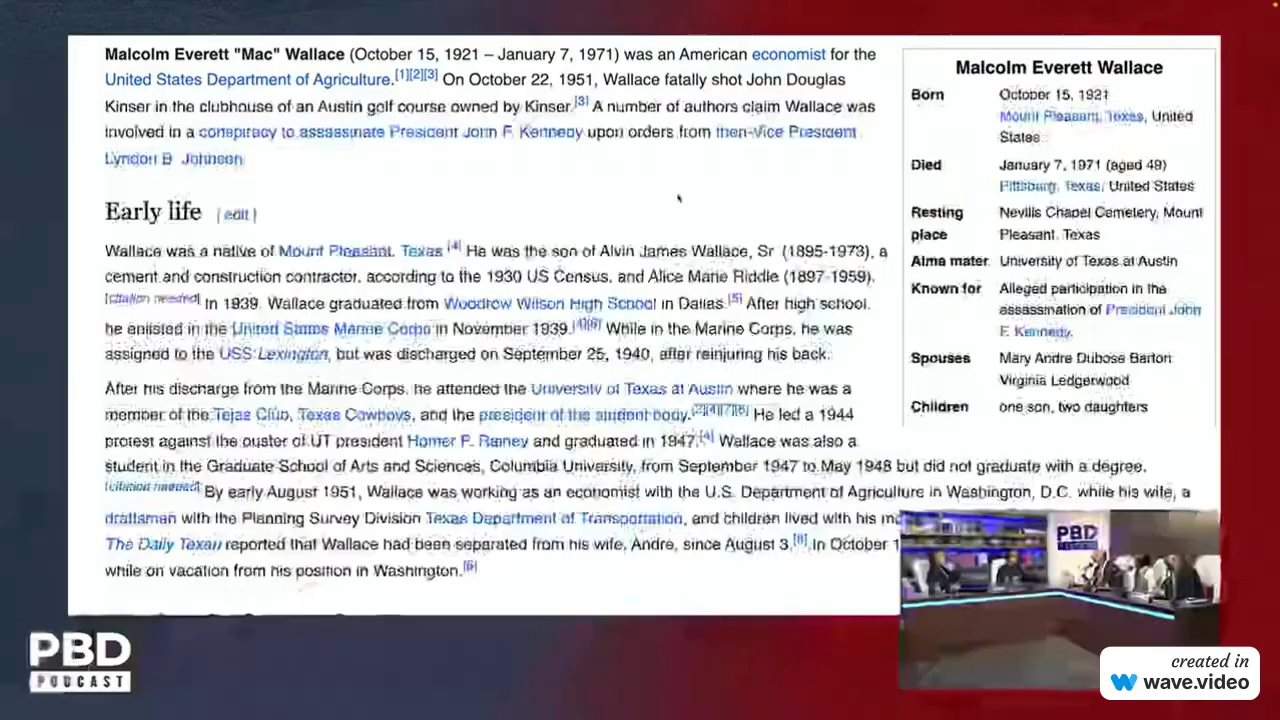 Malcolm Everett "Mac" Wallace (October 15, 1921 – January 7, 1971) was an American economist for the
United States Department of Agriculture.[1][2][3] On October 22, 1951, Wallace fatally shot John Douglas
Kinser in the clubhouse of an Austin golf course owned by Kinser.[3] A number of authors claim Wallace was
involved in a conspiracy to assassinate President John F. Kennedy upon orders from then-Vice President
Lyndon B. Johnson
Early life [edit]
Wallace was a native of Mount Pleasant, Texas.[4] He was the son of Alvin James Wallace, Sr. (1895-1973), a
cement and construction contractor, according to the 1930 US Census, and Alice Marie Riddle (1897-1959).
[citation needed] In 1939, Wallace graduated from Woodrow Wilson High School in Dallas.[5] After high school,
he enlisted in the United States Marine Corps in November 1939.[4][6] While in the Marine Corps, he was
assigned to the USS Lexington, but was discharged on September 25, 1940, after reinjuring his back.
After his discharge from the Marine Corps, he attended the University of Texas at Austin where he was a
member of the Tejas Club, Texas Cowboys, and the president of the student body.[2][4][7][8] He led a 1944
protest against the ouster of UT president Homer P. Rainey and graduated in 1947.[4] Wallace was also a
student in the Graduate School of Arts and Sciences, Columbia University, from September 1947 to May 1948 but did not graduate with a degree.
[citation needed] By early August 1951, Wallace was working as an economist with the U.S. Department of Agriculture in Washington, D.C. while his wife, a
draftsman with the Planning Survey Division Texas Department of Transportation, and children lived with his
The Daily Texan reported that Wallace had been separated from his wife, Andre, since August 3.[8] In October
while on vacation from his position in Washington.[6]
Malcolm Everett Wallace
Born October 15, 1921
Mount Pleasant, Texas, United
States
Died January 7, 1971 (aged 49)
Pittsburg, Texas, United States
Resting place Nevills Chapel Cemetery, Mount
Pleasant, Texas
Alma mater University of Texas at Austin
Known for Alleged participation in the
assassination of President John
F. Kennedy.
Spouses Mary Andre Dubose Barton
Virginia Ledgerwood
Children one son, two daughters
PBD
PBD
PODCAST
created in
wave.video